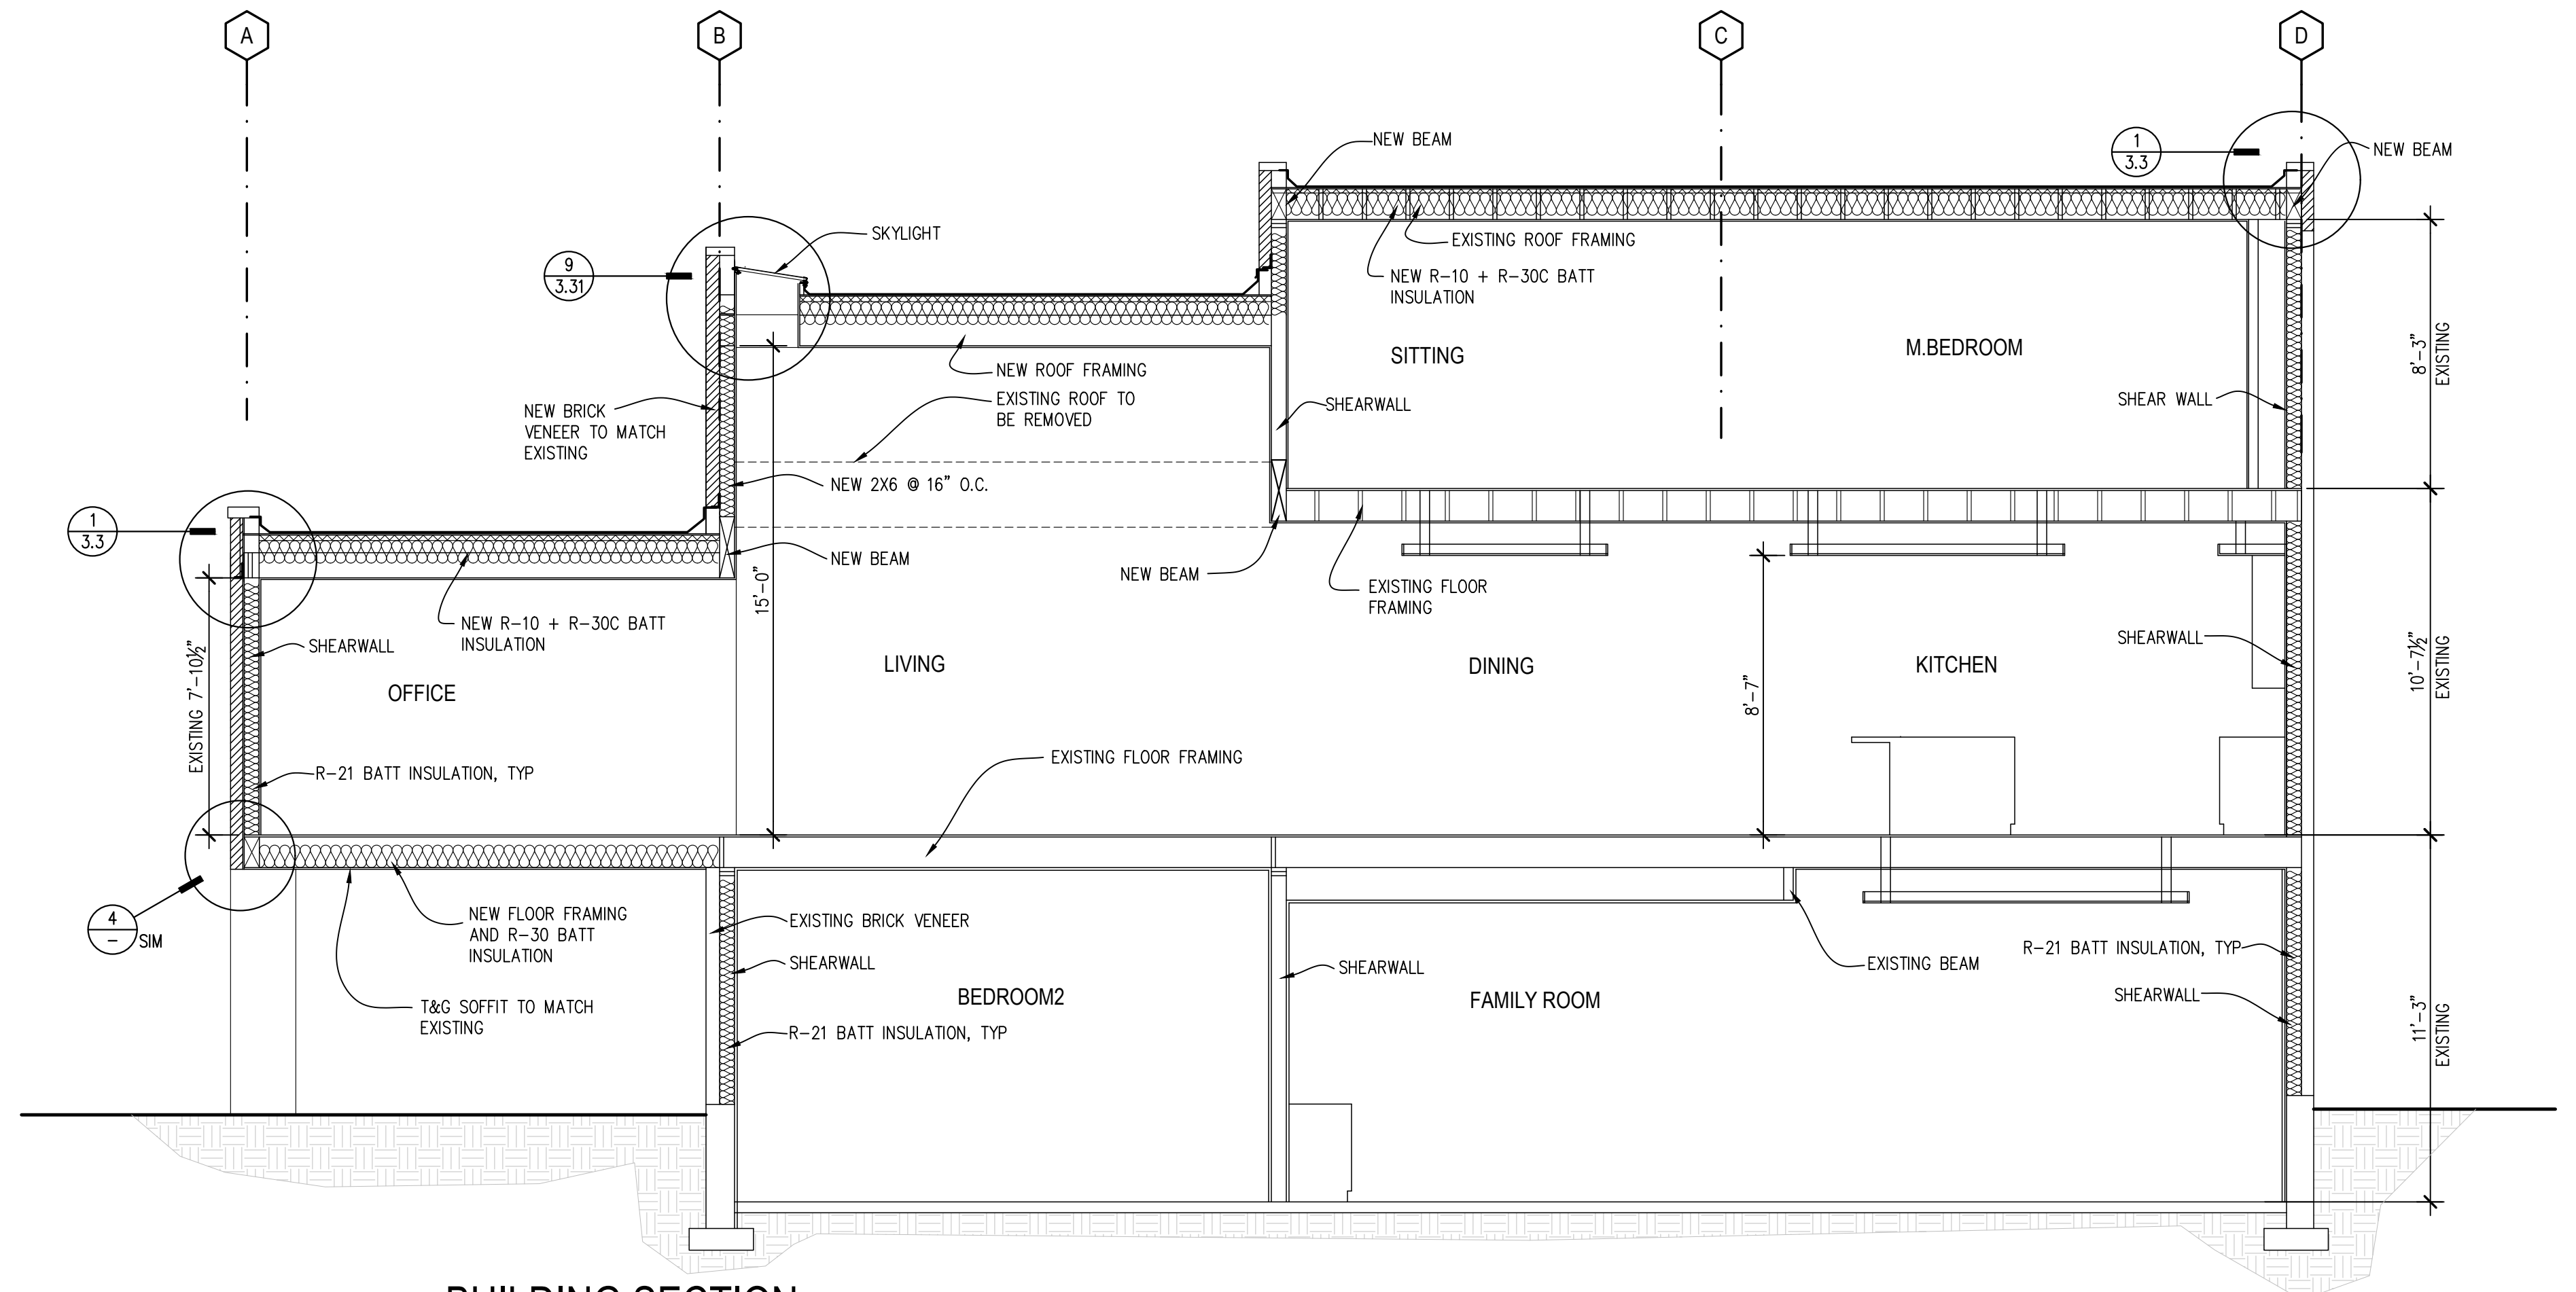 A
B
C
D
NEW BEAM
1
3.3
NEW BEAM
SKYLIGHT
9
3.31
EXISTING ROOF FRAMING
NEW R-10 + R-30C BATT
INSULATION
SITTING
M.BEDROOM
8'-3"
EXISTING
NEW ROOF FRAMING
EXISTING ROOF TO
BE REMOVED
SHEARWALL
SHEAR WALL
NEW BRICK
VENEER TO MATCH
EXISTING
NEW 2X6 @ 16" O.C.
1
3.3
NEW BEAM
NEW BEAM
15'-0"
EXISTING FLOOR
FRAMING
NEW R-10 + R-30C BATT
INSULATION
SHEARWALL
SHEARWALL
EXISTING 7'-10½"
OFFICE
LIVING
DINING
KITCHEN
8'-7"
10'-7½"
EXISTING
R-21 BATT INSULATION, TYP
EXISTING FLOOR FRAMING
4
-
SIM
NEW FLOOR FRAMING
AND R-30 BATT
INSULATION
EXISTING BRICK VENEER
SHEARWALL
SHEARWALL
EXISTING BEAM
R-21 BATT INSULATION, TYP
SHEARWALL
T&G SOFFIT TO MATCH
EXISTING
BEDROOM2
FAMILY ROOM
R-21 BATT INSULATION, TYP
11'-3"
EXISTING
BUILDING SECTION